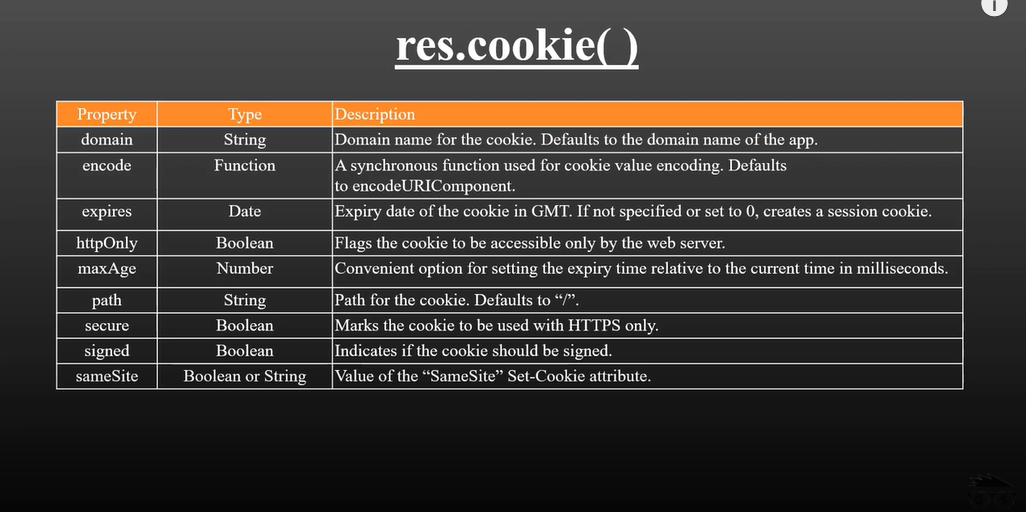 res.cookie( )
Property Type Description
domain String Domain name for the cookie. Defaults to the domain name of the app.
encode Function A synchronous function used for cookie value encoding. Defaults
to encodeURIComponent.
expires Date Expiry date of the cookie in GMT. If not specified or set to 0, creates a session cookie.
httpOnly Boolean Flags the cookie to be accessible only by the web server.
maxAge Number Convenient option for setting the expiry time relative to the current time in milliseconds.
path String Path for the cookie. Defaults to “/”.
secure Boolean Marks the cookie to be used with HTTPS only.
signed Boolean Indicates if the cookie should be signed.
sameSite Boolean or String Value of the “SameSite” Set-Cookie attribute.